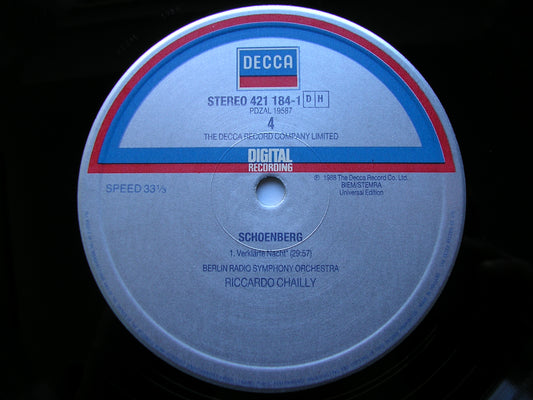 DECCA
STEREO 421 184-1 D H
PDZAL 19587
4
THE DECCA RECORD COMPANY LIMITED
DIGITAL
RECORDING
SPEED 33⅓
℗ 1988 The Decca Record Co. Ltd.
BIEM/STEMRA
Universal Edition
SCHOENBERG
1. Verklärte Nacht* (29:57)
BERLIN RADIO SYMPHONY ORCHESTRA
RICCARDO CHAILLY